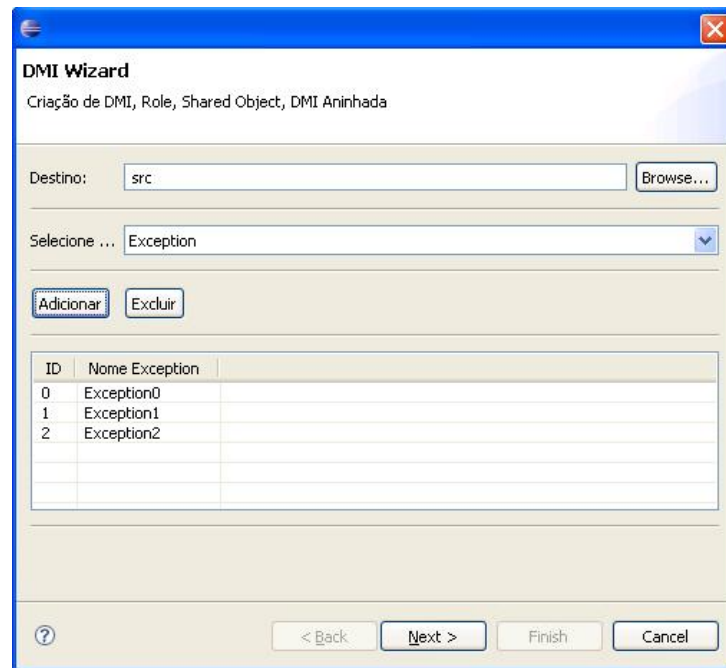 DMI Wizard
Criação de DMI, Role, Shared Object, DMI Aninhada
Destino: src Browse...
Selecione ... Exception
Adicionar Excluir
ID Nome Exception
0 Exception0
1 Exception1
2 Exception2
? < Back Next > Finish Cancel